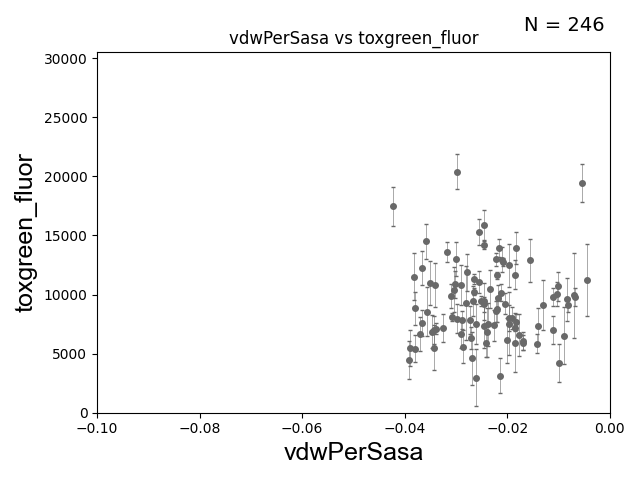 N = 246
vdwPerSasa vs toxgreen_fluor
30000
25000
20000
15000
10000
5000
0
toxgreen_fluor
−0.10 −0.08 −0.06 −0.04 −0.02 0.00
vdwPerSasa